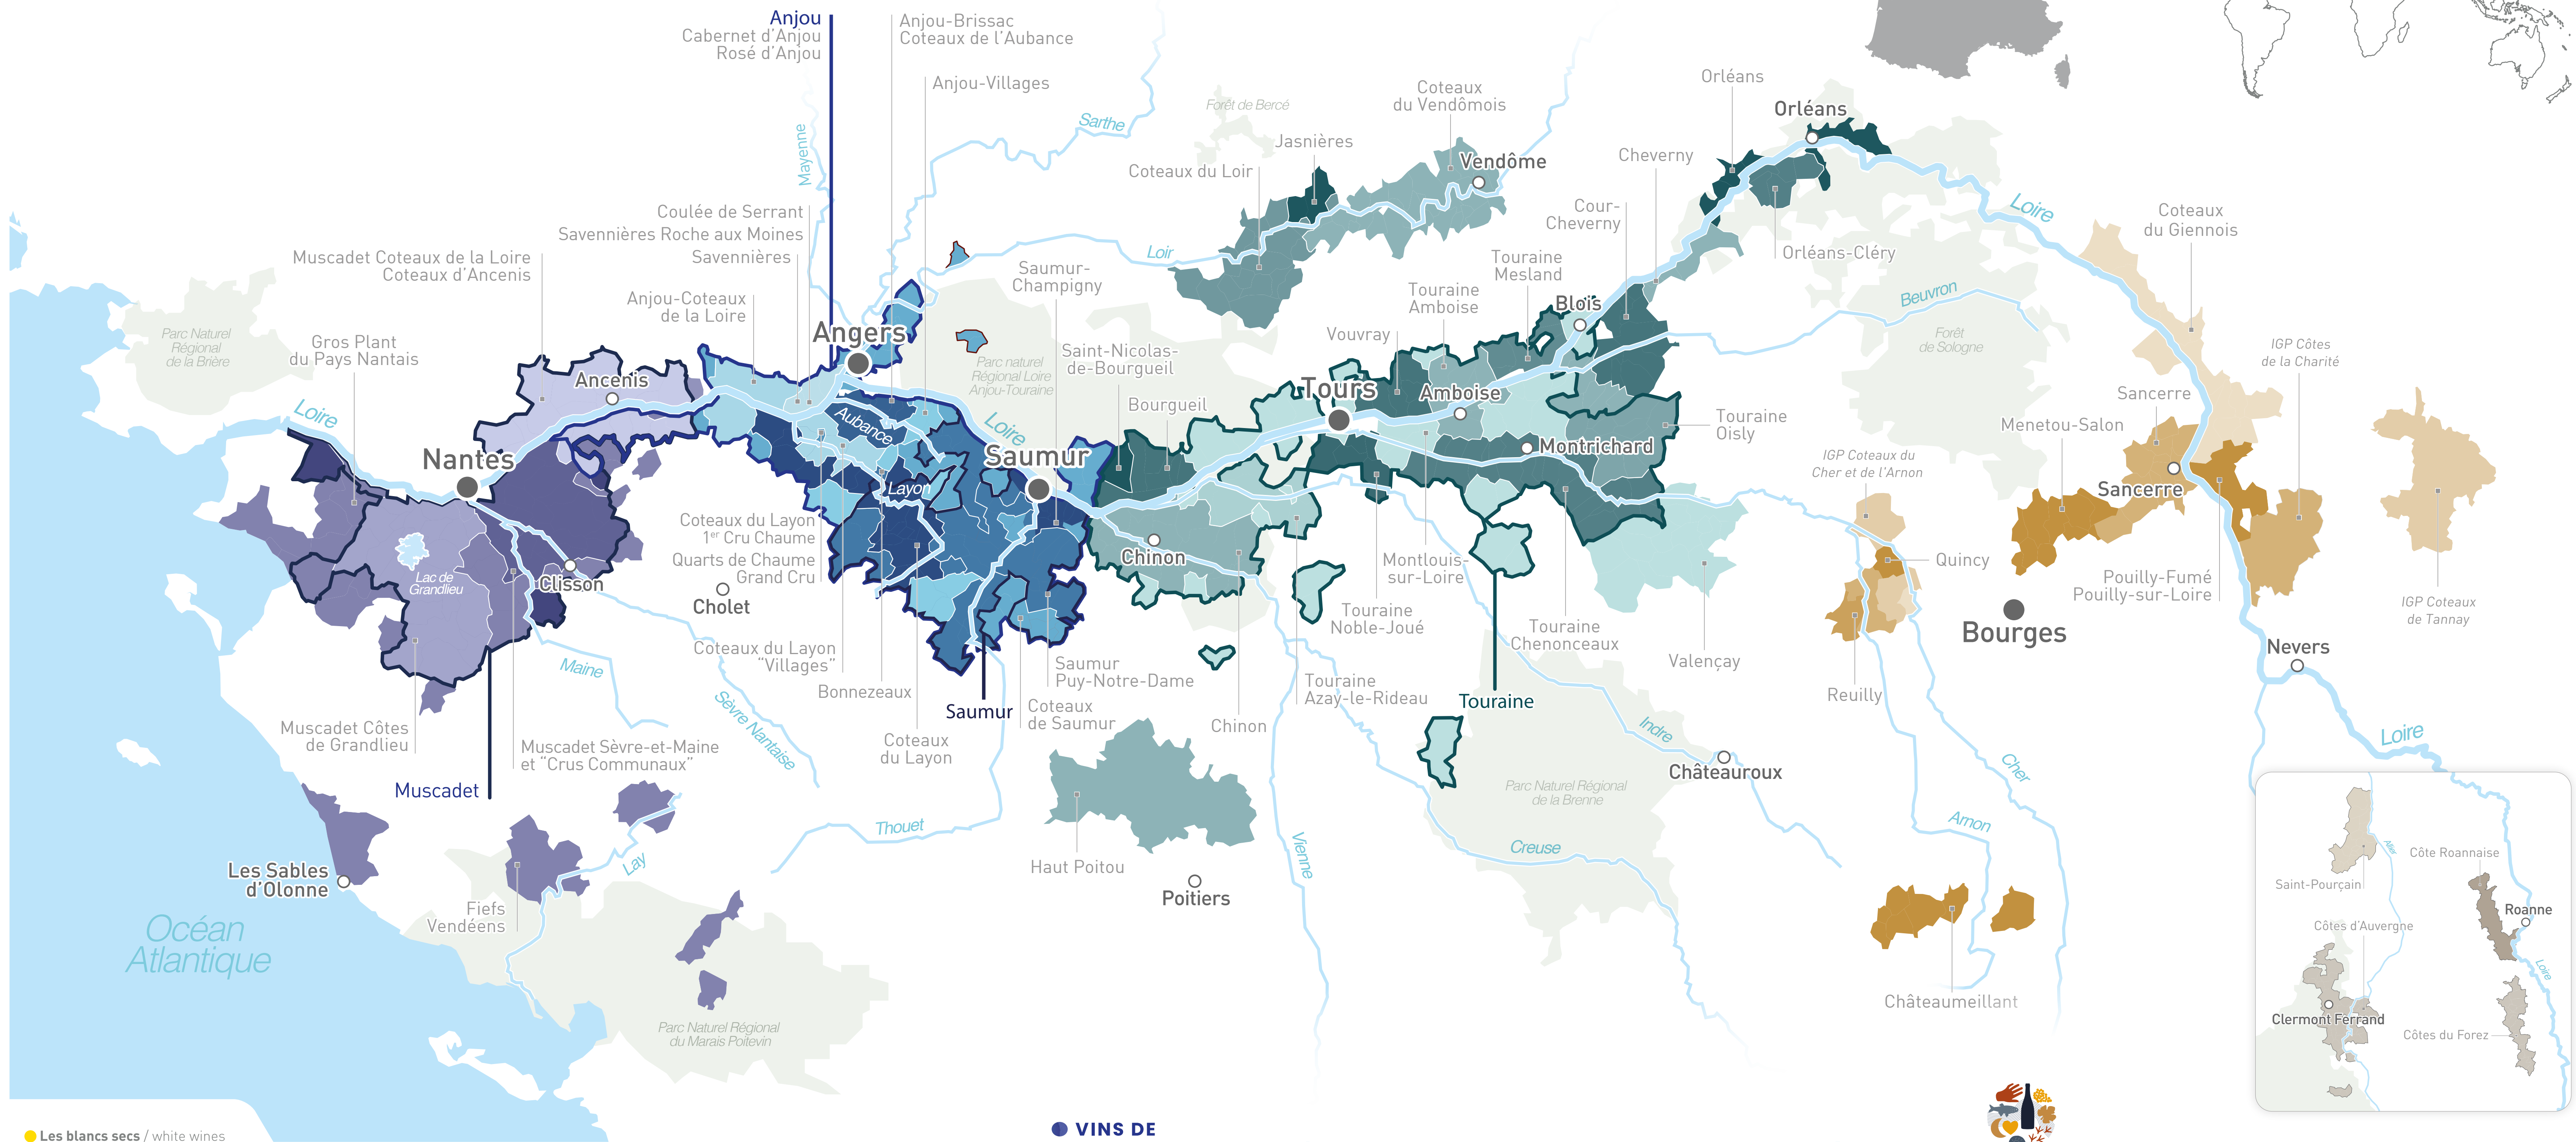 Anjou
Cabernet d'Anjou
Rosé d'Anjou
Anjou-Brissac
Coteaux de l'Aubance
Anjou-Villages
Mayenne
Sarthe
Forêt de Bercé
Jasnières
Coteaux du Loir
Coteaux
du Vendômois
Vendôme
Orléans
Orléans
Cheverny
Cour-
Cheverny
Orléans-Cléry
Loire
Coteaux
du Giennois
Coulée de Serrant
Savennières Roche aux Moines
Savennières
Muscadet Coteaux de la Loire
Coteaux d'Ancenis
Anjou-Coteaux
de la Loire
Loir
Saumur-
Champigny
Touraine
Mesland
Touraine
Amboise
Blois
Beuvron
Forêt
de Sologne
IGP Côtes
de la Charité
Parc Naturel
Régional
de la Brière
Gros Plant
du Pays Nantais
Angers
Parc naturel
Régional Loire
Anjou-Touraine
Saint-Nicolas-
de-Bourgueil
Bourgueil
Vouvray
Tours
Amboise
Ancenis
Loire
Aubance
Loire
Saumur
Layon
Nantes
Montrichard
Touraine
Oisly
Sancerre
Menetou-Salon
Sancerre
IGP Coteaux du
Cher et de l'Arnon
Coteaux du Layon
1er Cru Chaume
Quarts de Chaume
Grand Cru
Chinon
Montlouis-
sur-Loire
Quincy
Pouilly-Fumé
Pouilly-sur-Loire
IGP Coteaux
de Tannay
Lac de
Grandlieu
Clisson
Cholet
Touraine
Noble-Joué
Touraine
Chenonceaux
Valençay
Bourges
Nevers
Coteaux du Layon
"Villages"
Bonnezeaux
Saumur
Puy-Notre-Dame
Maine
Sèvre Nantaise
Touraine
Azay-le-Rideau
Touraine
Reuilly
Saumur
Coteaux
de Saumur
Chinon
Coteaux
du Layon
Muscadet Côtes
de Grandlieu
Muscadet Sèvre-et-Maine
et "Crus Communaux"
Muscadet
Indre
Châteauroux
Cher
Loire
Parc Naturel Régional
de la Brenne
Thouet
Arnon
Creuse
Vienne
Haut Poitou
Poitiers
Lay
Les Sables
d'Olonne
Fiefs
Vendéens
Océan
Atlantique
Parc Naturel Régional
du Marais Poitevin
Châteaumeillant
Allier
Saint-Pourçain
Côte Roannaise
Roanne
Côtes d'Auvergne
Loire
Clermont Ferrand
Côtes du Forez
Les blancs secs / white wines
VINS DE